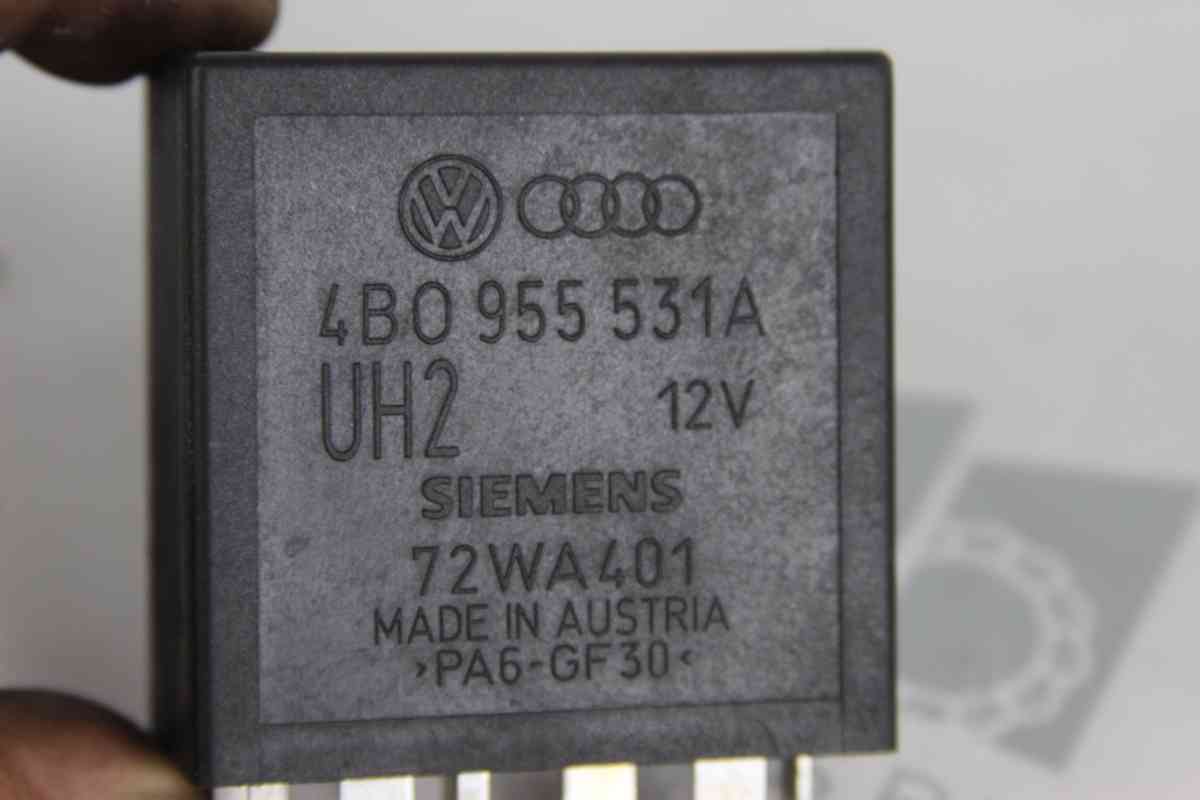 4B0 955 531A
UH2 12V
SIEMENS
72WA401
MADE IN AUSTRIA
>PA6-GF30<